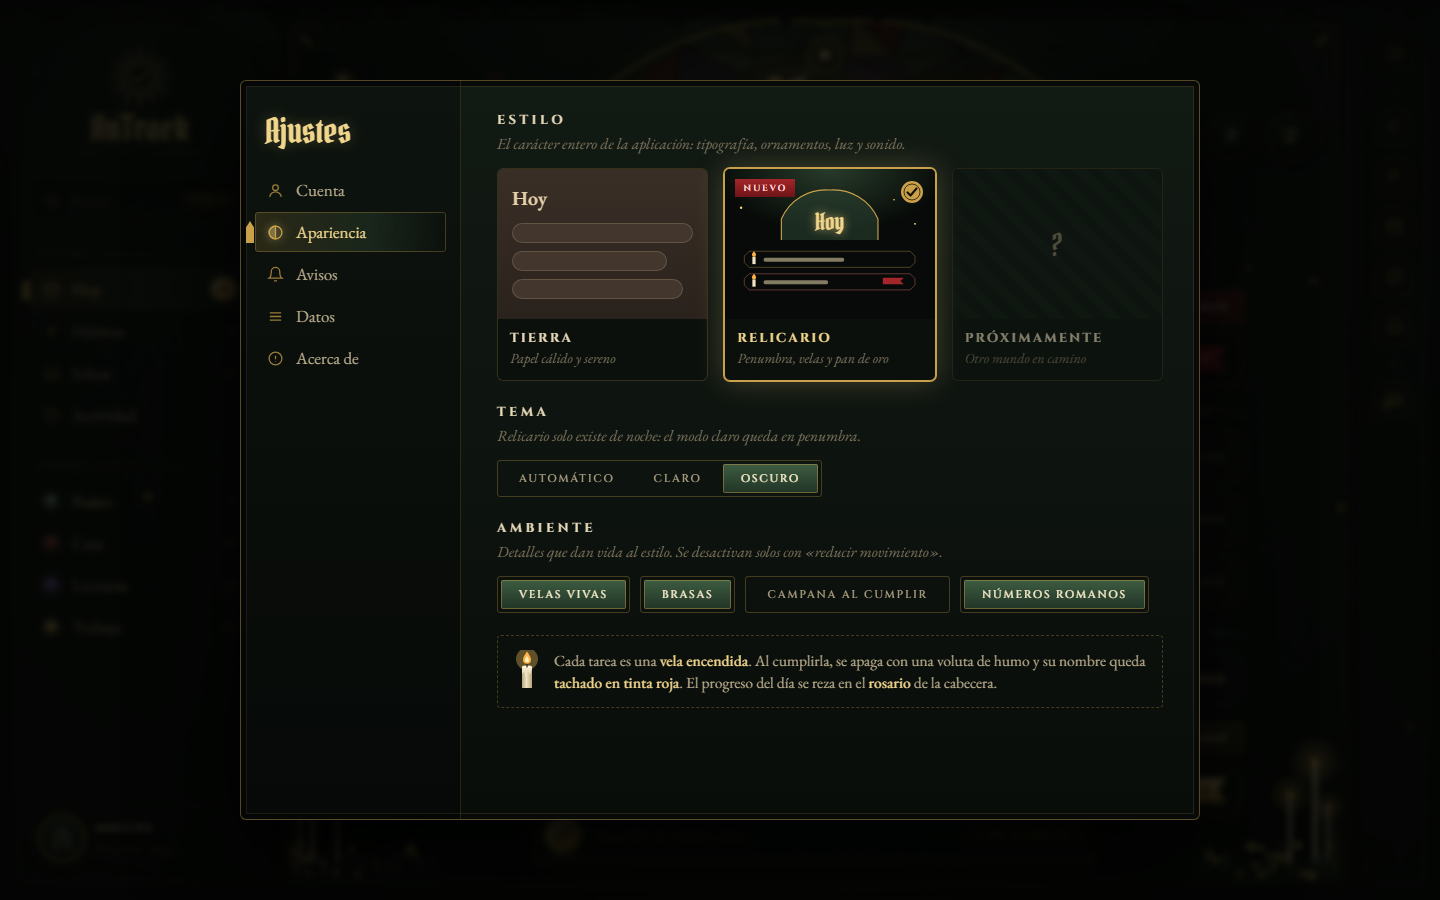 Ajustes
Cuenta
Apariencia
Avisos
Datos
Acerca de
ESTILO
El carácter entero de la aplicación: tipografía, ornamentos, luz y sonido.
Hoy
TIERRA
Papel cálido y sereno
NUEVO
Hoy
RELICARIO
Penumbra, velas y pan de oro
?
PRÓXIMAMENTE
Otro mundo en camino
TEMA
Relicario solo existe de noche: el modo claro queda en penumbra.
AUTOMÁTICO CLARO OSCURO
AMBIENTE
Detalles que dan vida al estilo. Se desactivan solos con «reducir movimiento».
VELAS VIVAS BRASAS CAMPANA AL CUMPLIR NÚMEROS ROMANOS
Cada tarea es una vela encendida. Al cumplirla, se apaga con una voluta de humo y su nombre queda
tachado en tinta roja. El progreso del día se reza en el rosario de la cabecera.